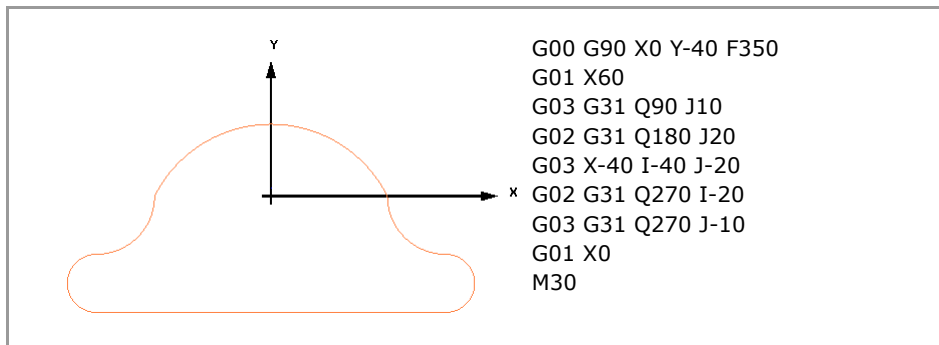 Y
X
G00 G90 X0 Y-40 F350
G01 X60
G03 G31 Q90 J10
G02 G31 Q180 J20
G03 X-40 I-40 J-20
G02 G31 Q270 I-20
G03 G31 Q270 J-10
G01 X0
M30